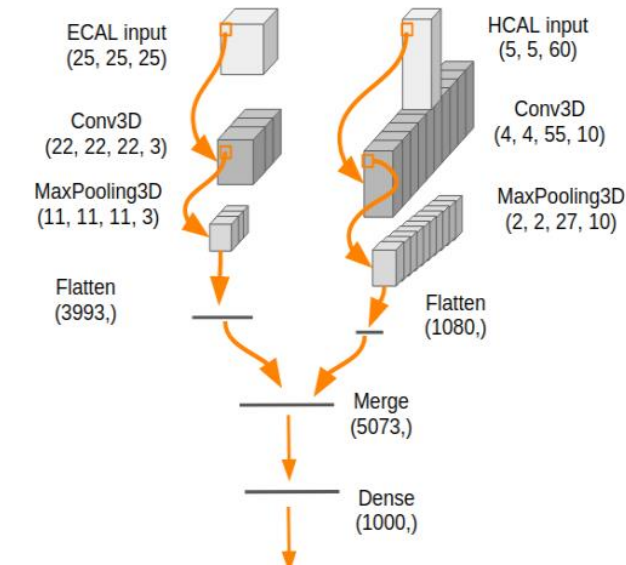 ECAL input
(25, 25, 25)
HCAL input
(5, 5, 60)
Conv3D
(22, 22, 22, 3)
Conv3D
(4, 4, 55, 10)
MaxPooling3D
(11, 11, 11, 3)
MaxPooling3D
(2, 2, 27, 10)
Flatten
(3993,)
Flatten
(1080,)
Merge
(5073,)
Dense
(1000,)